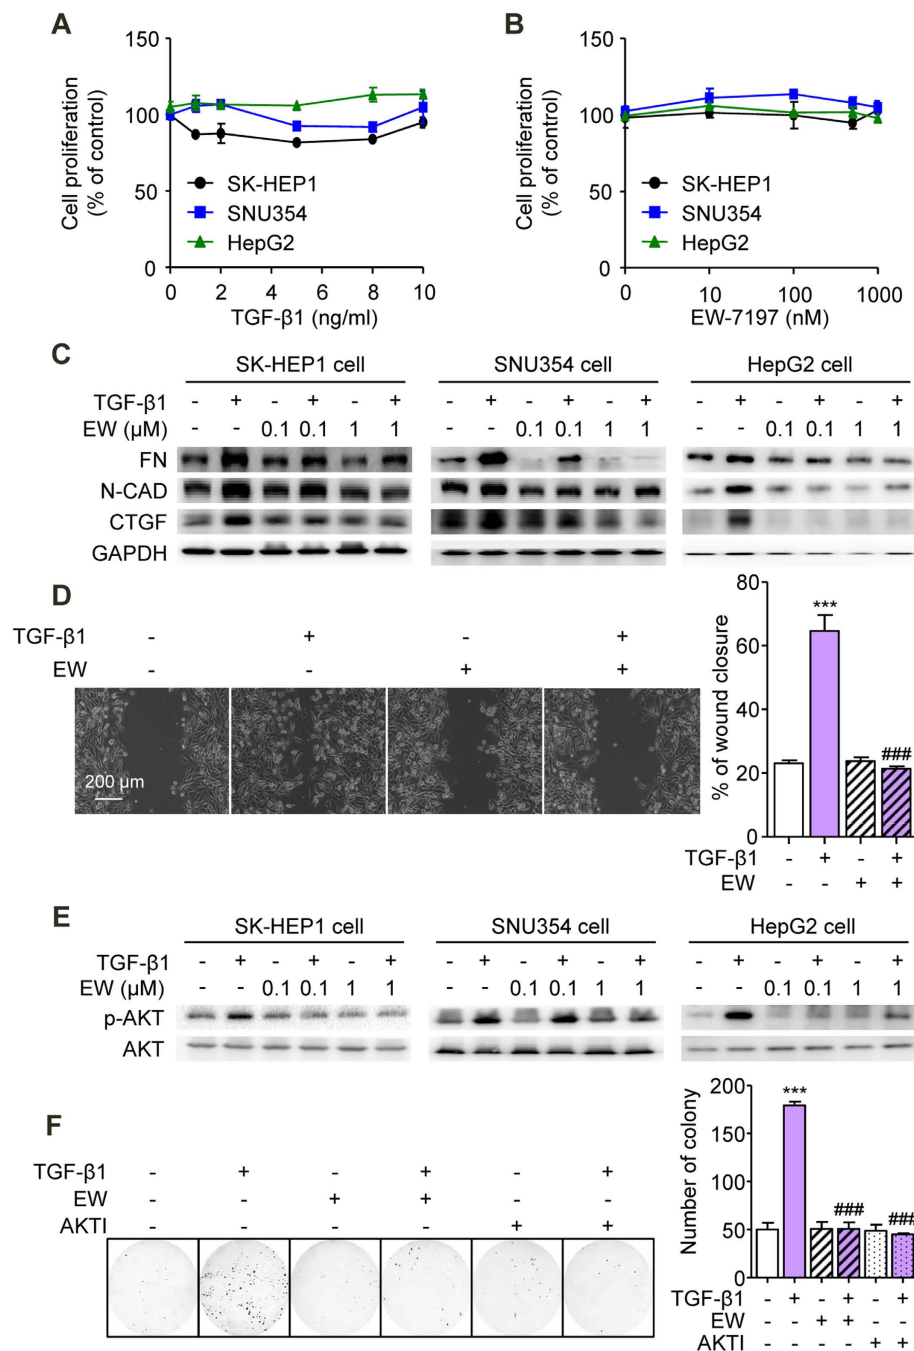 A
150
100
50
0
Cell proliferation
(% of control)
SK-HEP1
SNU354
HepG2
0 2 4 6 8 10
TGF-β1 (ng/ml)
B
150
100
50
0
Cell proliferation
(% of control)
SK-HEP1
SNU354
HepG2
0 10 100 1000
EW-7197 (nM)
C
SK-HEP1 cell SNU354 cell HepG2 cell
TGF-β1 - + - + - + - + - + - + - + - + - +
EW (µM) - - 0.1 0.1 1 1 - - 0.1 0.1 1 1 - - 0.1 0.1 1 1
FN
N-CAD
CTGF
GAPDH
D
TGF-β1 - + - +
EW - - + +
200 µm
80
60
40
20
0
% of wound closure
***
###
TGF-β1 - + - +
EW - - + +
E
SK-HEP1 cell SNU354 cell HepG2 cell
TGF-β1 - + - + - + - + - + - + - + - + - +
EW (µM) - - 0.1 0.1 1 1 - - 0.1 0.1 1 1 - - 0.1 0.1 1 1
p-AKT
AKT
F
TGF-β1 - + - + - +
EW - - + + - -
AKTI - - - - + +
200
150
100
50
0
Number of colony
***
###
###
TGF-β1 - + - + - +
EW - - + + - -
AKTI - - - - + +